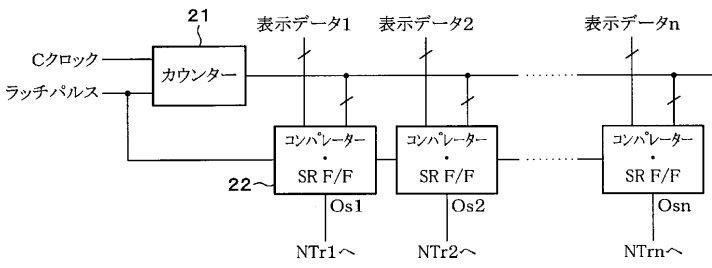 21
表示データ1
表示データ2
表示データn
Cクロック
カウンター
ラッチパルス
コンパレーター
・
SR F/F
コンパレーター
・
SR F/F
コンパレーター
・
SR F/F
22
Os1
Os2
Osn
NTr1へ
NTr2へ
NTrnへ